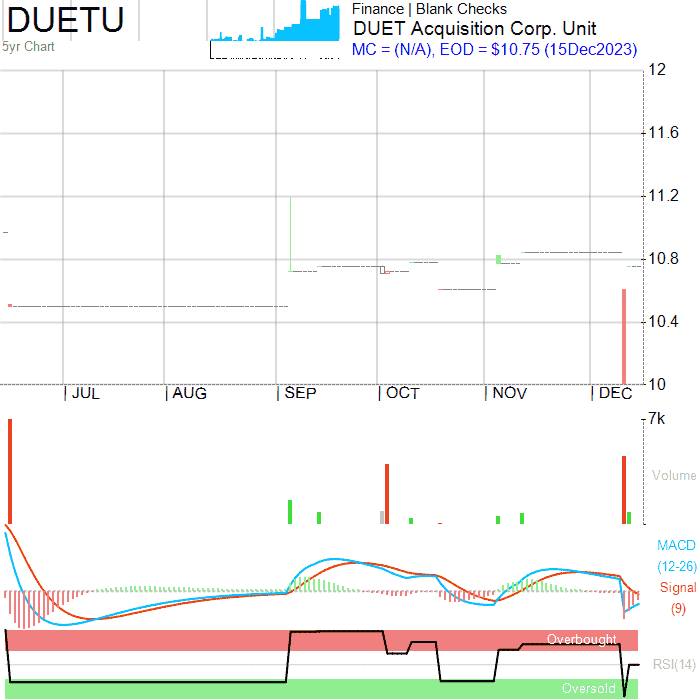 DUETU
5yr Chart
Finance | Blank Checks
DUET Acquisition Corp. Unit
MC = (N/A), EOD = $10.75 (15Dec2023)
12
11.6
11.2
10.8
10.4
10
JUL
AUG
SEP
OCT
NOV
DEC
7k
Volume
MACD
(12-26)
Signal
(9)
Overbought
RSI(14)
Oversold